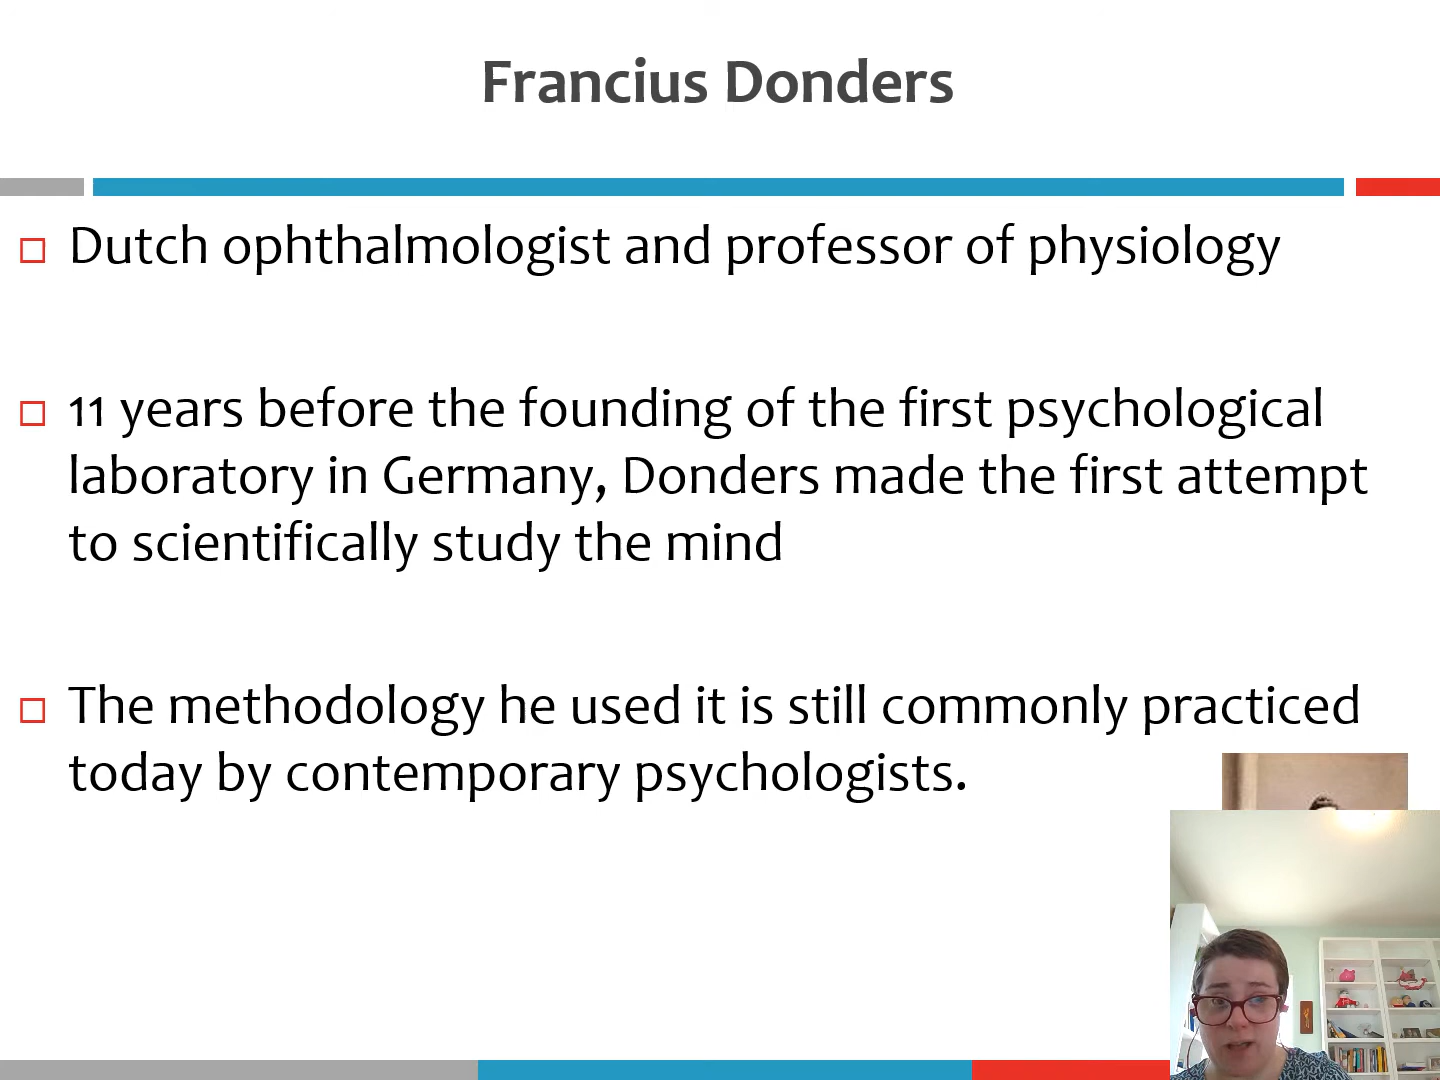 Francius Donders
Dutch ophthalmologist and professor of physiology
11 years before the founding of the first psychological
laboratory in Germany, Donders made the first attempt
to scientifically study the mind
The methodology he used it is still commonly practiced
today by contemporary psychologists.